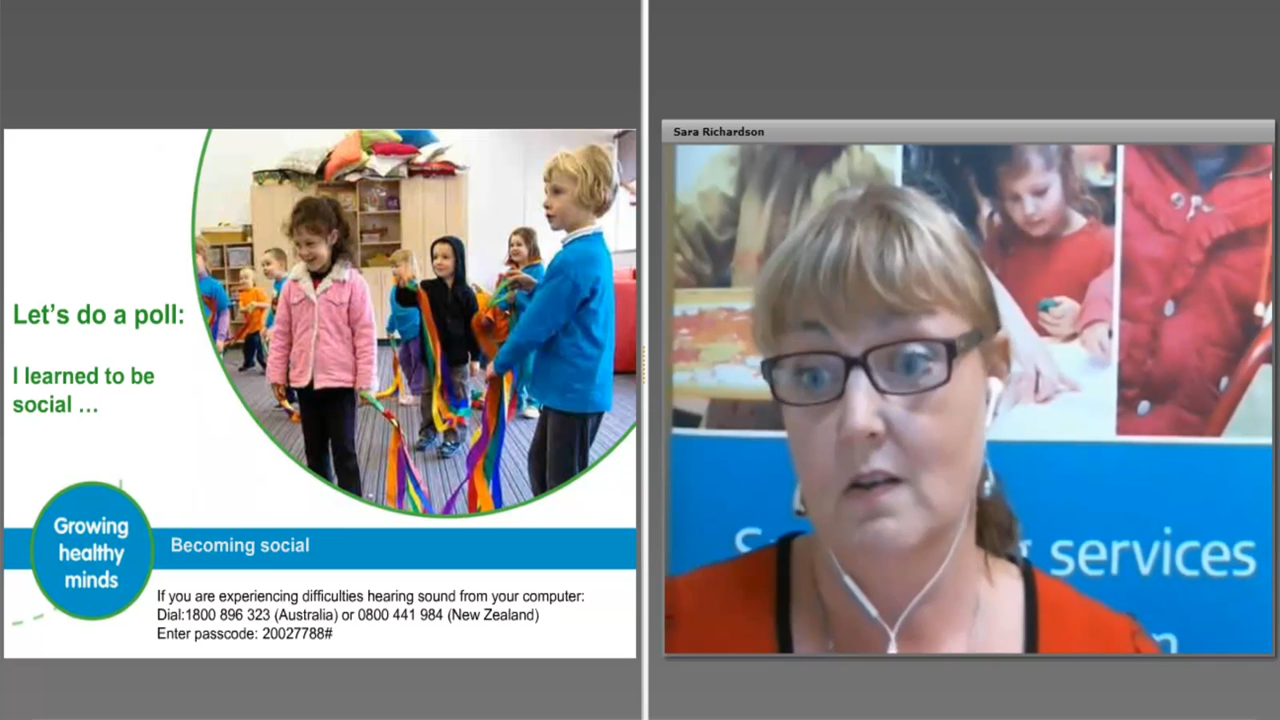 Let's do a poll:
I learned to be
social ...
Growing
healthy
minds
Becoming social
If you are experiencing difficulties hearing sound from your computer:
Dial:1800 896 323 (Australia) or 0800 441 984 (New Zealand)
Enter passcode: 20027788#
Sara Richardson
services